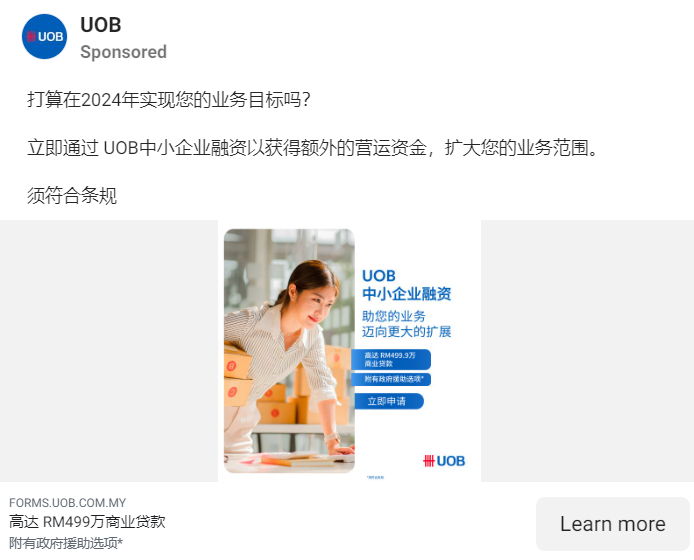 UOB
UOB
Sponsored
打算在2024年实现您的业务目标吗?
立即通过 UOB中小企业融资以获得额外的营运资金，扩大您的业务范围。
须符合条规
UOB
中小企业融资
助您的业务
迈向更大的扩展
高达 RM499.9万
商业贷款
附有政府援助选项*
立即申请
UOB
FORMS.UOB.COM.MY
高达 RM499万商业贷款
附有政府援助选项*
Learn more